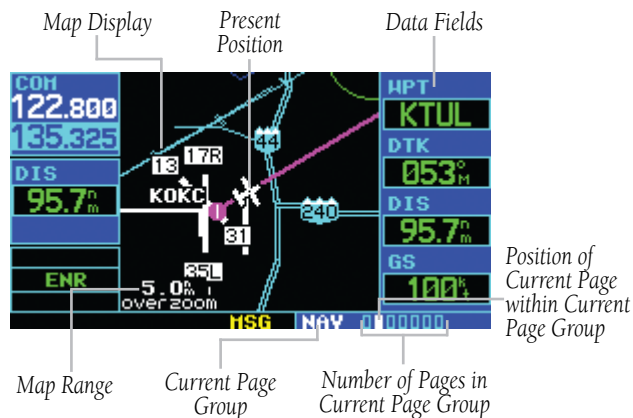 Map Display
Present
Position
Data Fields
COM
122.800
135.325
DIS
95.7nm
ENR
13
17R
KOKC
31
35L
44
240
5.0nm
overzoom
WPT
KTUL
DTK
053°M
DIS
95.7nm
GS
100kt
MSG
NAV
Position of
Current Page
within Current
Page Group
Map Range
Current Page
Group
Number of Pages in
Current Page Group